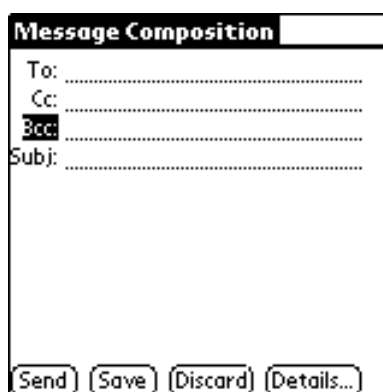 Message Composition
To:
Cc:
Bcc:
Subj:
Send Save Discard Details...